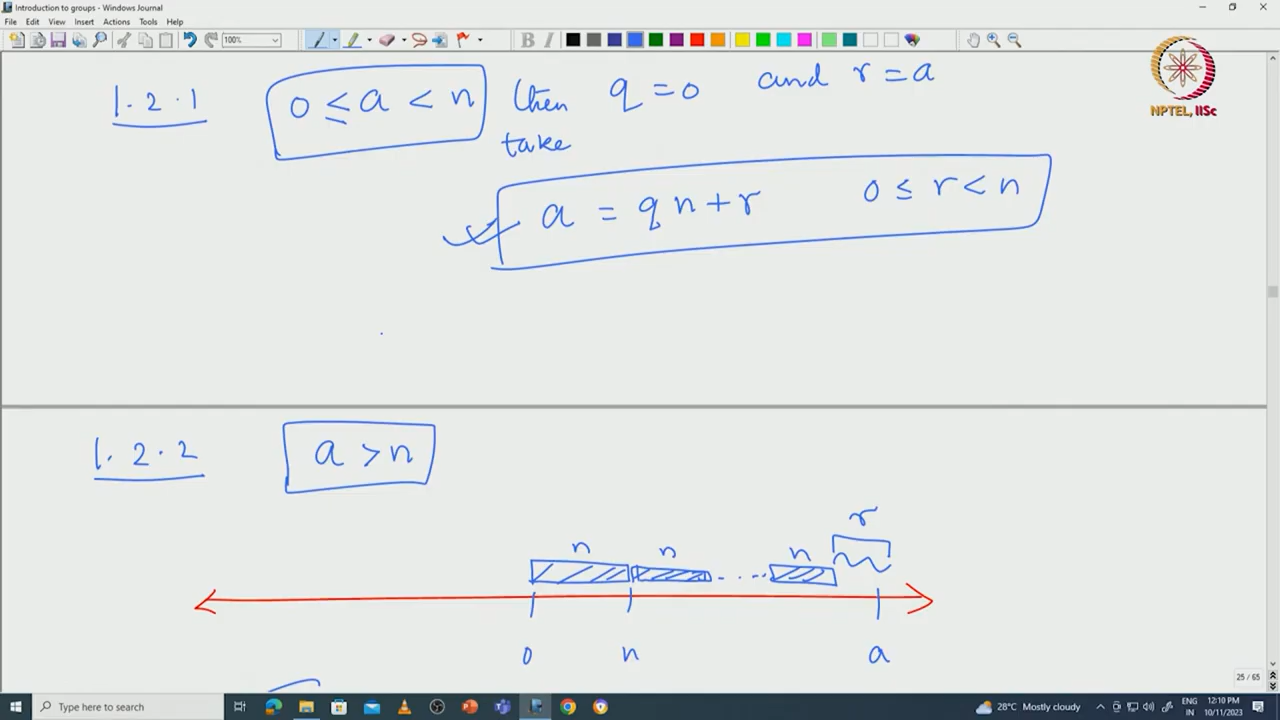 Introduction to groups - Windows Journal
File Edit View Insert Actions Tools Help
100%
B I
NPTEL, IISc
1.2.1 0 ≤ a < n then q = 0 and r = a
take
a = qn + r 0 ≤ r < n
1.2.2 a > n
r
n n n
. . . .
0 n a
25 / 65
Type here to search
28°C Mostly cloudy
ENG
IN
12:10 PM
10/11/2023